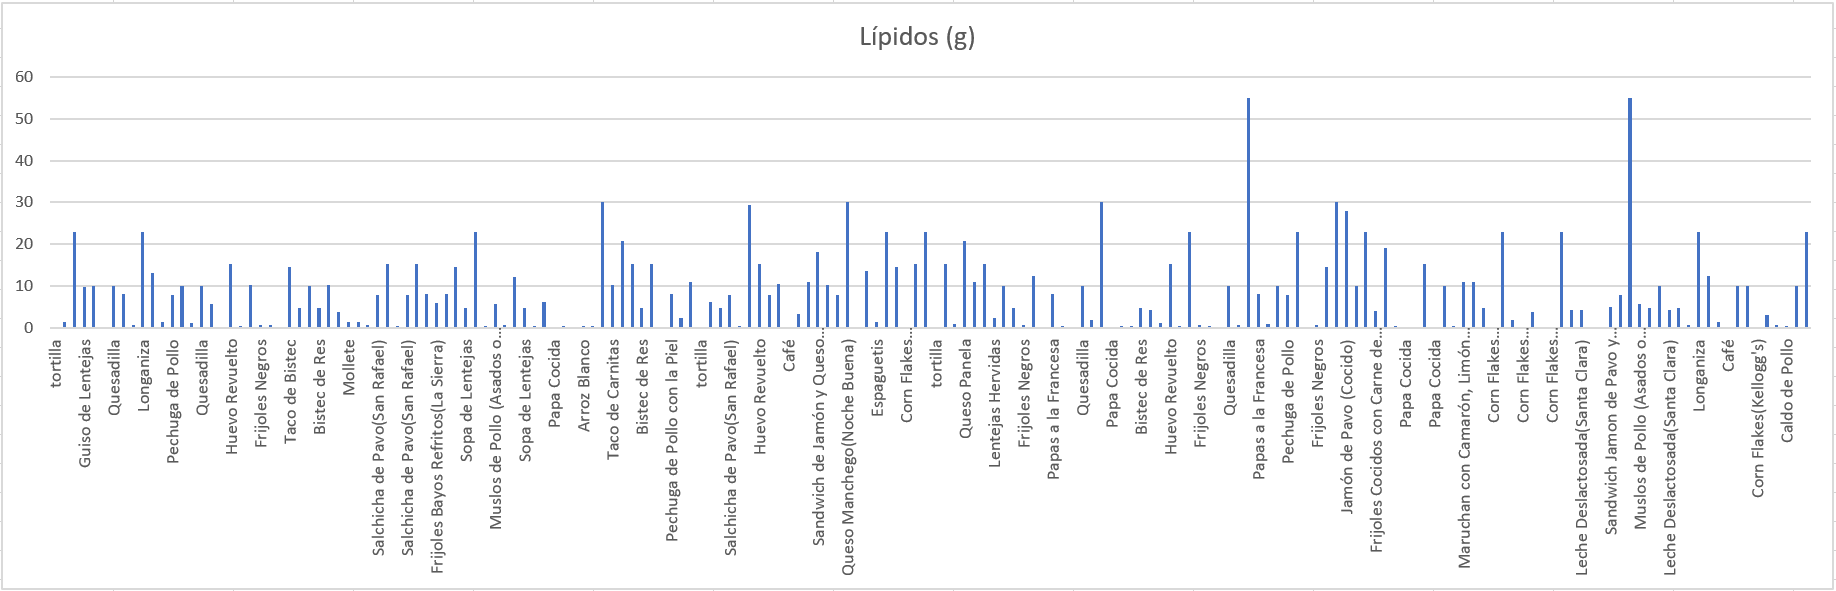 Lípidos (g)
60
50
40
30
20
10
0
tortilla
Guiso de Lentejas
Quesadilla
Longaniza
Pechuga de Pollo
Quesadilla
Huevo Revuelto
Frijoles Negros
Taco de Bistec
Bistec de Res
Mollete
Salchicha de Pavo(San Rafael)
Salchicha de Pavo(San Rafael)
Frijoles Bayos Refritos(La Sierra)
Sopa de Lentejas
Muslos de Pollo (Asados o…
Sopa de Lentejas
Papa Cocida
Arroz Blanco
Taco de Carnitas
Bistec de Res
Pechuga de Pollo con la Piel
tortilla
Salchicha de Pavo(San Rafael)
Huevo Revuelto
Café
Sandwich de Jamón y Queso…
Queso Manchego(Noche Buena)
Espaguetis
Corn Flakes…
tortilla
Queso Panela
Lentejas Hervidas
Frijoles Negros
Papas a la Francesa
Quesadilla
Papa Cocida
Bistec de Res
Huevo Revuelto
Frijoles Negros
Quesadilla
Papas a la Francesa
Pechuga de Pollo
Frijoles Negros
Jamón de Pavo (Cocido)
Frijoles Cocidos con Carne de…
Papa Cocida
Papa Cocida
Maruchan con Camarón, Limón…
Corn Flakes…
Corn Flakes…
Corn Flakes…
Leche Deslactosada(Santa Clara)
Sandwich Jamon de Pavo y…
Muslos de Pollo (Asados o…
Leche Deslactosada(Santa Clara)
Longaniza
Café
Corn Flakes(Kellogg's)
Caldo de Pollo